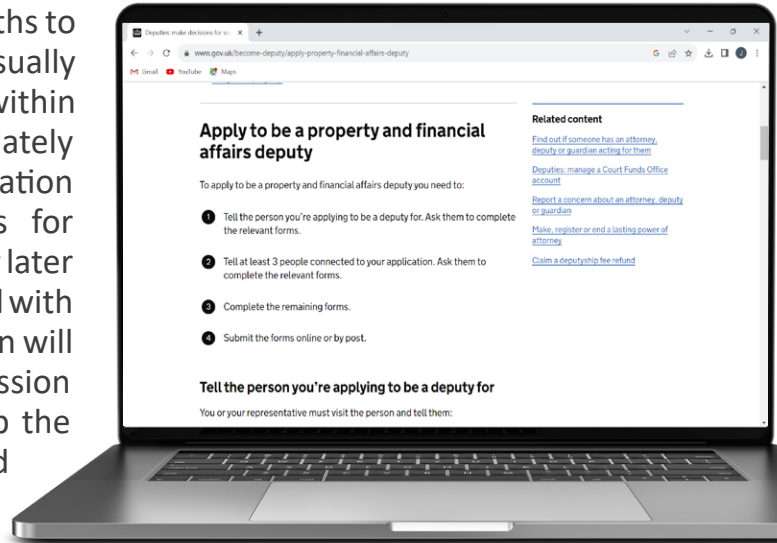 ths to
sually
vithin
ately
ation
s for
later
with
n will
ssion
the
Deputies: make decisions for so
www.gov.uk/become-deputy/apply-property-financial-affairs-deputy
Gmail YouTube Maps
Apply to be a property and financial
affairs deputy
To apply to be a property and financial affairs deputy you need to:
1 Tell the person you're applying to be a deputy for. Ask them to complete
the relevant forms.
2 Tell at least 3 people connected to your application. Ask them to
complete the relevant forms.
3 Complete the remaining forms.
4 Submit the forms online or by post.
Tell the person you're applying to be a deputy for
You or your representative must visit the person and tell them:
Related content
Find out if someone has an attorney,
deputy or guardian acting for them
Deputies: manage a Court Funds Office
account
Report a concern about an attorney, deputy
or guardian
Make, register or end a lasting power of
attorney
Claim a deputyship fee refund